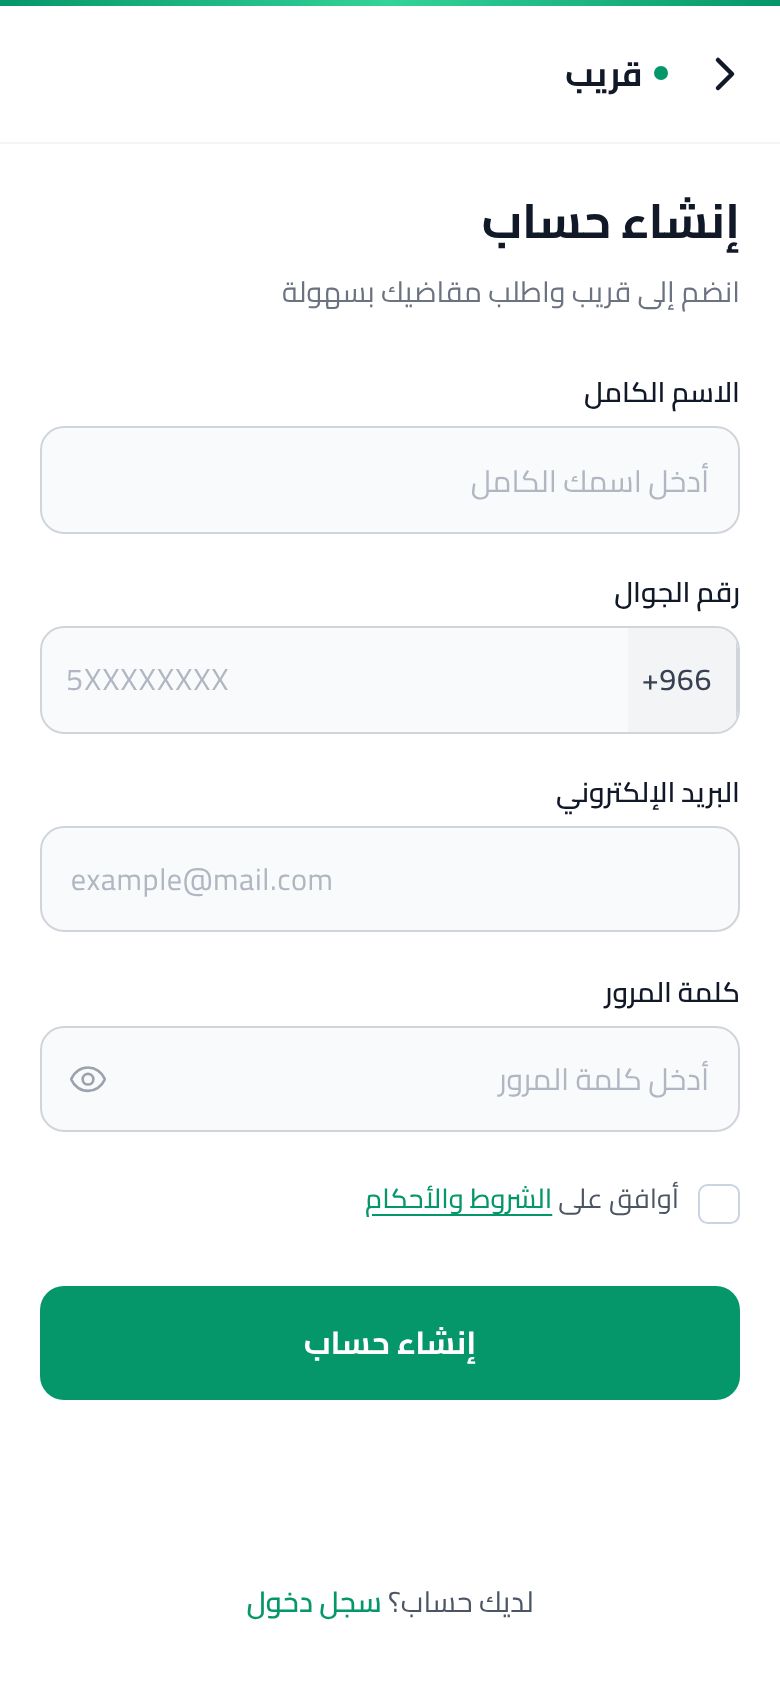 قريب
إنشاء حساب
انضم إلى قريب واطلب مقاضيك بسهولة
الاسم الكامل
أدخل اسمك الكامل
رقم الجوال
+966
5XXXXXXXX
البريد الإلكتروني
example@mail.com
كلمة المرور
أدخل كلمة المرور
أوافق على الشروط والأحكام
إنشاء حساب
لديك حساب؟ سجل دخول